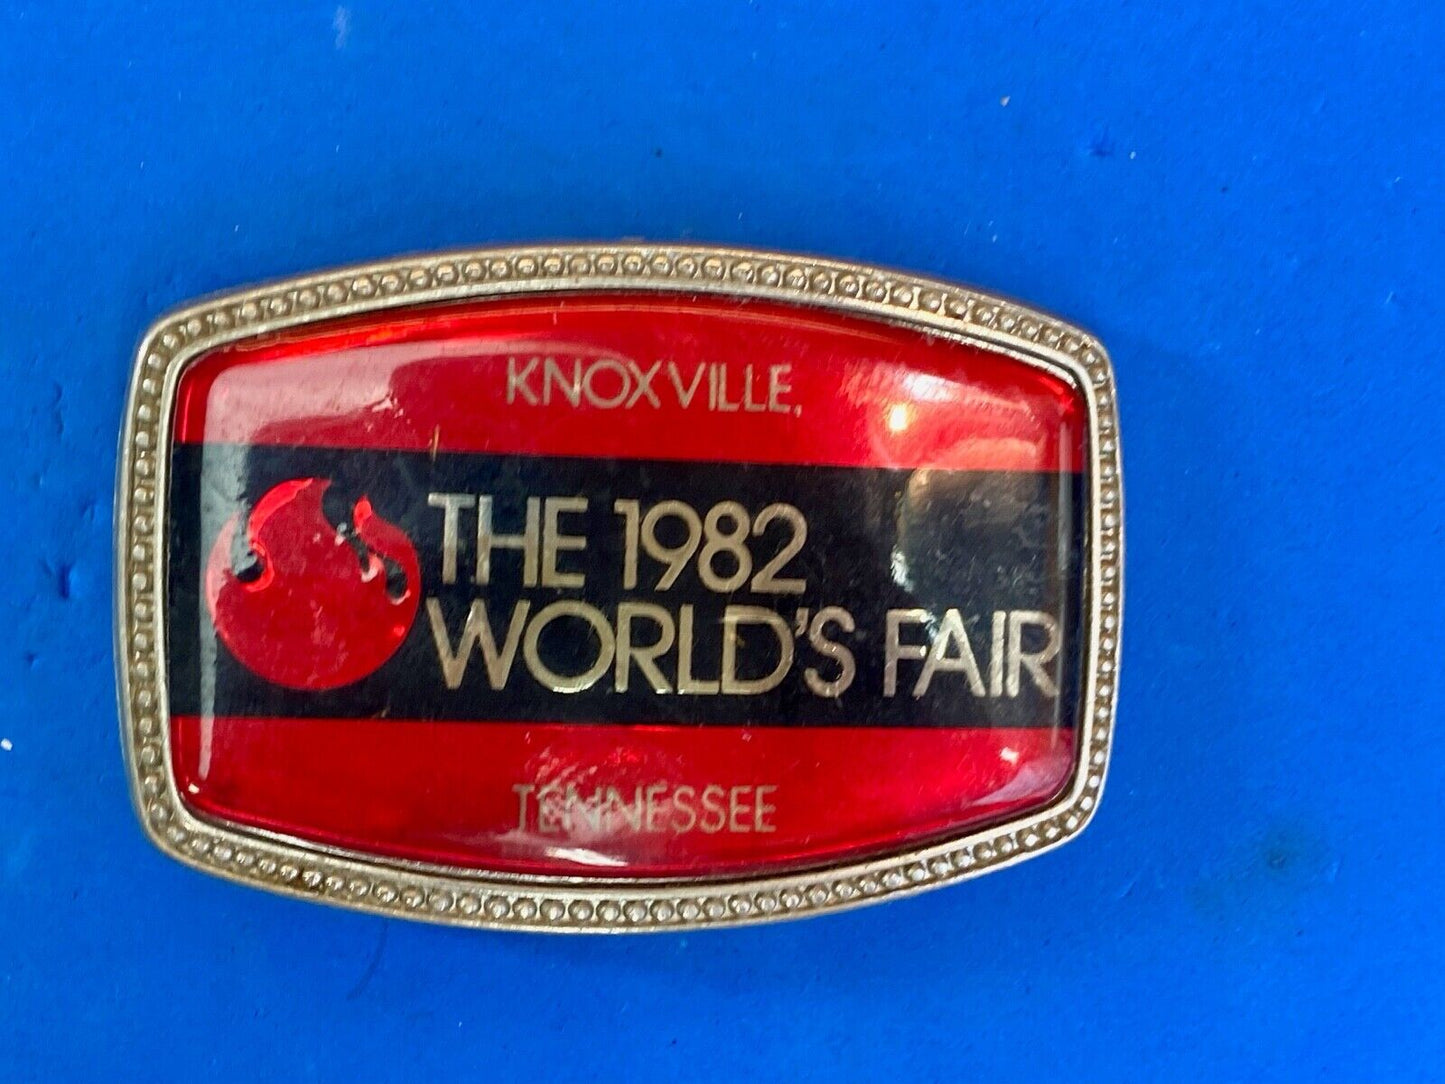 KNOXVILLE,
THE 1982
WORLD'S FAIR
TENNESSEE